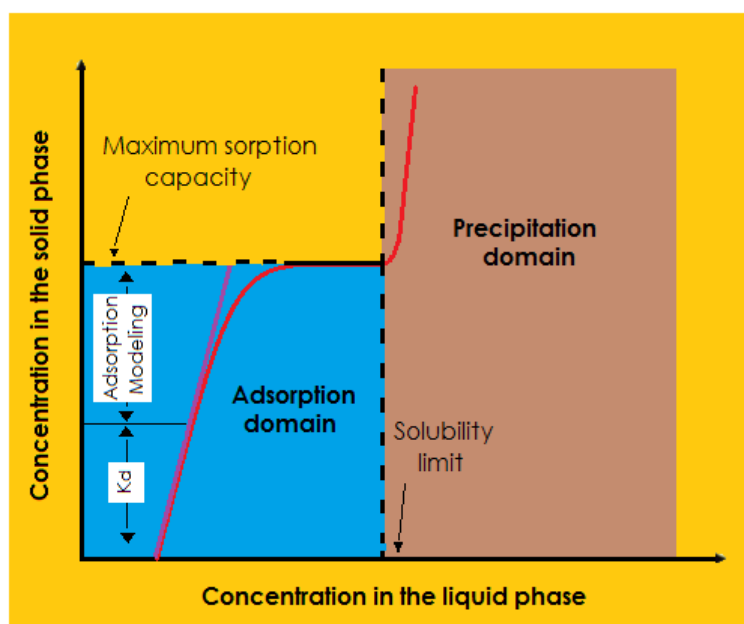 Concentration in the solid phase
Maximum sorption
capacity
Precipitation
domain
Adsorption
Modeling
Adsorption
domain
Kd
Solubility
limit
Concentration in the liquid phase